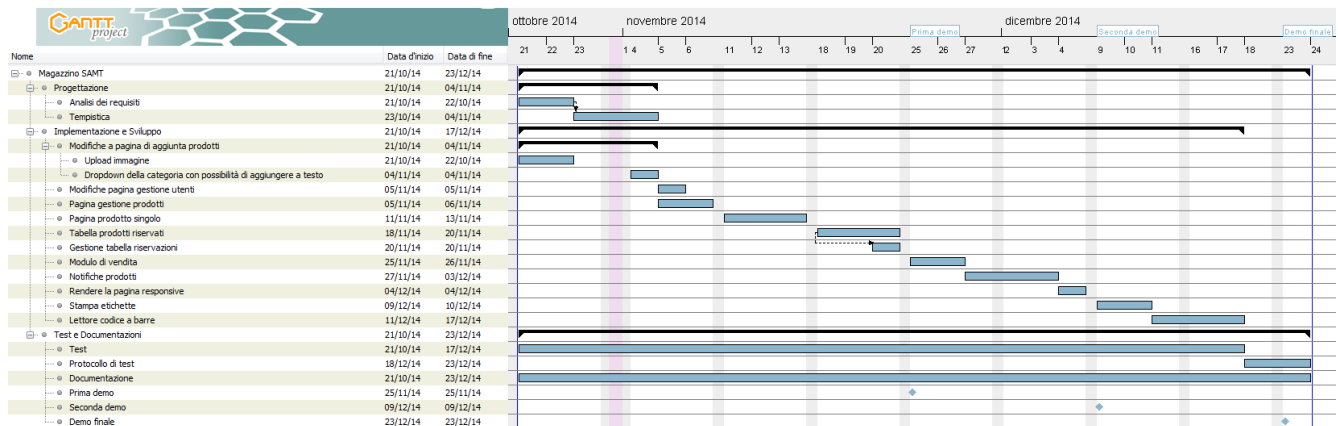 GANTT
project
ottobre 2014 novembre 2014 dicembre 2014
Prima demo Seconda demo Demo finale
21 22 23 1 4 5 6 11 12 13 18 19 20 25 26 27 2 3 4 9 10 11 16 17 18 23 24
Nome Data d'inizio Data di fine
Magazzino SAMT 21/10/14 23/12/14
Progettazione 21/10/14 04/11/14
Analisi dei requisiti 21/10/14 22/10/14
Tempistica 23/10/14 04/11/14
Implementazione e Sviluppo 21/10/14 17/12/14
Modifiche a pagina di aggiunta prodotti 21/10/14 04/11/14
Upload immagine 21/10/14 22/10/14
Dropdown della categoria con possibilità di aggiungere a testo 04/11/14 04/11/14
Modifiche pagina gestione utenti 05/11/14 05/11/14
Pagina gestione prodotti 05/11/14 06/11/14
Pagina prodotto singolo 11/11/14 13/11/14
Tabella prodotti riservati 18/11/14 20/11/14
Gestione tabella riservazioni 20/11/14 20/11/14
Modulo di vendita 25/11/14 26/11/14
Notifiche prodotti 27/11/14 03/12/14
Rendere la pagina responsive 04/12/14 04/12/14
Stampa etichette 09/12/14 10/12/14
Lettore codice a barre 11/12/14 17/12/14
Test e Documentazioni 21/10/14 23/12/14
Test 21/10/14 17/12/14
Protocollo di test 18/12/14 23/12/14
Documentazione 21/10/14 23/12/14
Prima demo 25/11/14 25/11/14
Seconda demo 09/12/14 09/12/14
Demo finale 23/12/14 23/12/14